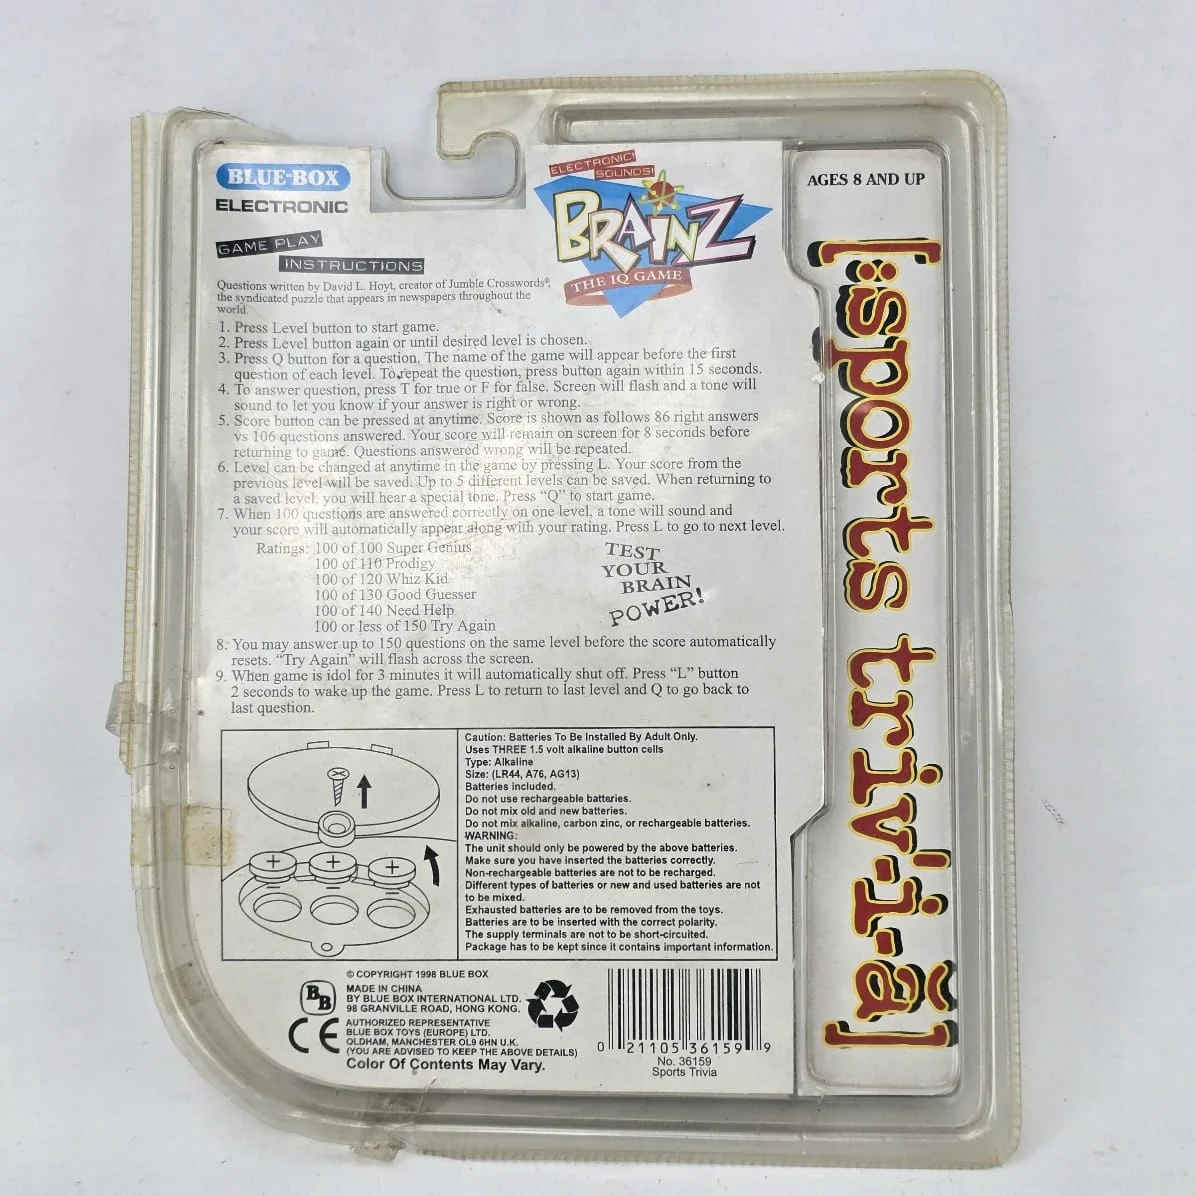 BLUE-BOX
ELECTRONIC
ELECTRONIC!
SOUNDS!
BRAINZ
THE IQ GAME
AGES 8 AND UP
GAME PLAY
INSTRUCTIONS
Questions written by David L. Hoyt, creator of Jumble Crosswords®,
the syndicated puzzle that appears in newspapers throughout the
world.
1. Press Level button to start game.
2. Press Level button again or until desired level is chosen.
3. Press Q button for a question. The name of the game will appear before the first
question of each level. To repeat the question, press button again within 15 seconds.
4. To answer question, press T for true or F for false. Screen will flash and a tone will
sound to let you know if your answer is right or wrong.
5. Score button can be pressed at anytime. Score is shown as follows 86 right answers
vs 106 questions answered. Your score will remain on screen for 8 seconds before
returning to game. Questions answered wrong will be repeated.
6. Level can be changed at anytime in the game by pressing L. Your score from the
previous level will be saved. Up to 5 different levels can be saved. When returning to
a saved level, you will hear a special tone. Press “Q” to start game.
7. When 100 questions are answered correctly on one level, a tone will sound and
your score will automatically appear along with your rating. Press L to go to next level.
Ratings: 100 of 100 Super Genius
100 of 110 Prodigy
100 of 120 Whiz Kid
100 of 130 Good Guesser
100 of 140 Need Help
100 or less of 150 Try Again
TEST
YOUR
BRAIN
POWER!
8. You may answer up to 150 questions on the same level before the score automatically
resets. “Try Again” will flash across the screen.
9. When game is idol for 3 minutes it will automatically shut off. Press “L” button
2 seconds to wake up the game. Press L to return to last level and Q to go back to
last question.
Caution: Batteries To Be Installed By Adult Only.
Uses THREE 1.5 volt alkaline button cells
Type: Alkaline
Size: (LR44, A76, AG13)
Batteries included.
Do not use rechargeable batteries.
Do not mix old and new batteries.
Do not mix alkaline, carbon zinc, or rechargeable batteries.
WARNING:
The unit should only be powered by the above batteries.
Make sure you have inserted the batteries correctly.
Non-rechargeable batteries are not to be recharged.
Different types of batteries or new and used batteries are not
to be mixed.
Exhausted batteries are to be removed from the toys.
Batteries are to be inserted with the correct polarity.
The supply terminals are not to be short-circuited.
Package has to be kept since it contains important information.
BB
CE
© COPYRIGHT 1998 BLUE BOX
MADE IN CHINA
BY BLUE BOX INTERNATIONAL LTD.
98 GRANVILLE ROAD, HONG KONG.
AUTHORIZED REPRESENTATIVE
BLUE BOX TOYS (EUROPE) LTD.
OLDHAM, MANCHESTER OL9 6HN U.K.
(YOU ARE ADVISED TO KEEP THE ABOVE DETAILS)
Color Of Contents May Vary.
0 21105 36159 9
No. 36159
Sports Trivia
[:sports triv'-i-ă]